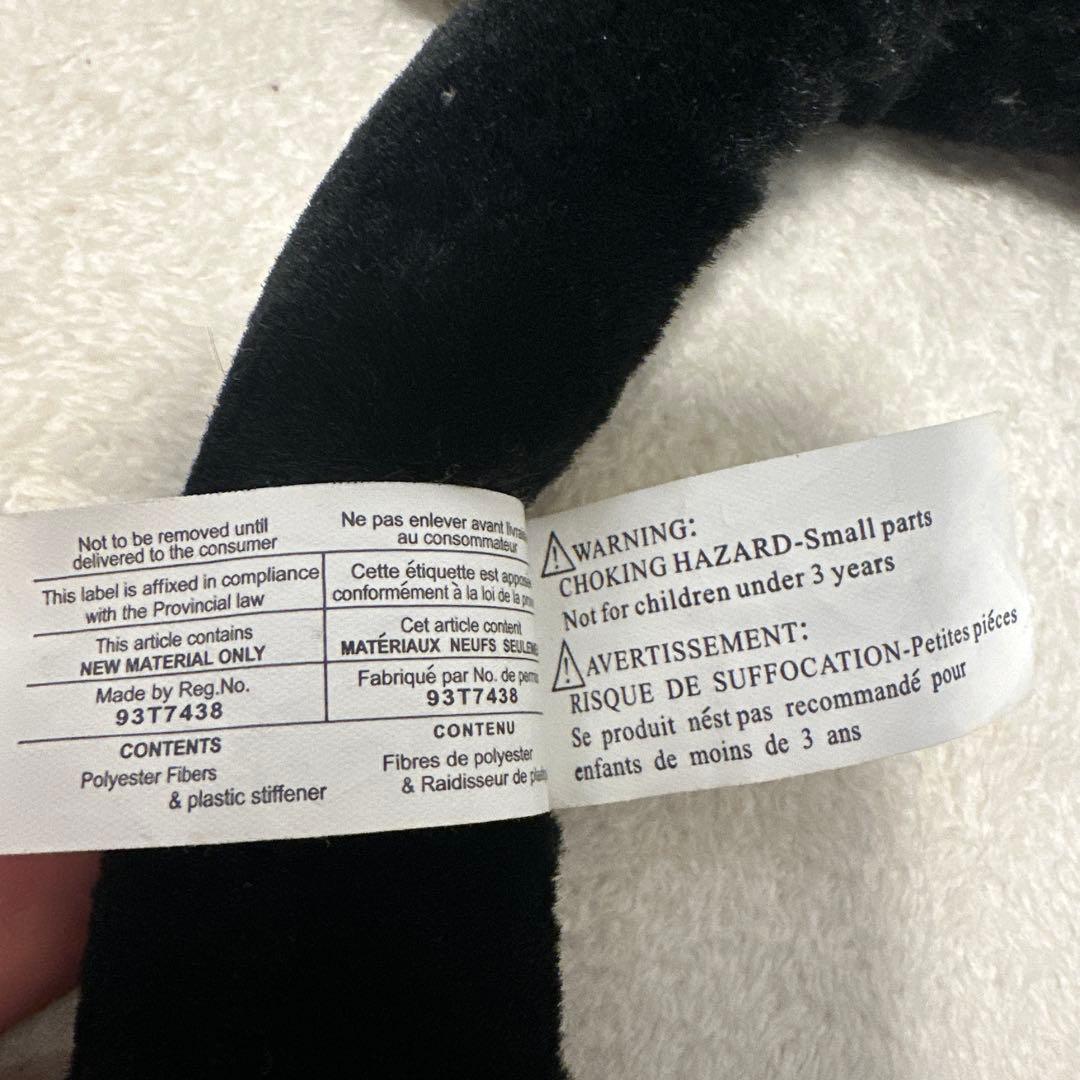 Not to be removed until
delivered to the consumer
This label is affixed in compliance
with the Provincial law
This article contains
NEW MATERIAL ONLY
Made by Reg.No.
93T7438
CONTENTS
Polyester Fibers
& plastic stiffener
Ne pas enlever avant
au consommateur
Cette étiquette est
conformément à la loi de la
Cet article
MATÉRIAUX NEUFS
Fabriqué par No. de
93T7438
CONTENU
Fibres de polyester
& Raidisseur de
⚠WARNING:
CHOKING HAZARD-Small parts
Not for children under 3 years
⚠AVERTISSEMENT:
RISQUE DE SUFFOCATION-Petites piéces
Se produit nést pas recommandé pour
enfants de moins de 3 ans